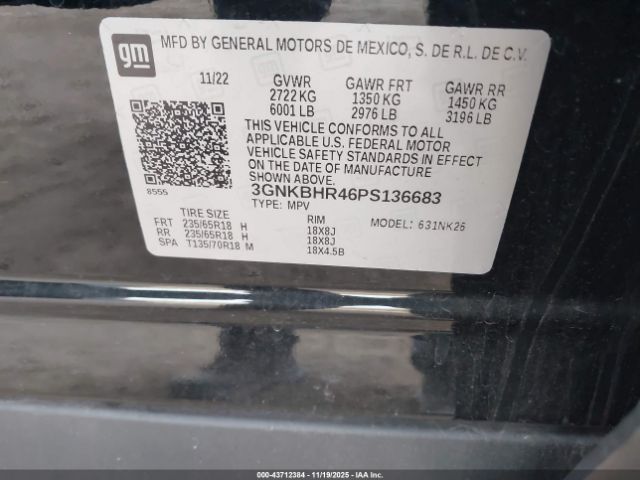 gm
MFD BY GENERAL MOTORS DE MEXICO, S. DE R.L. DE C.V.
11/22 GVWR GAWR FRT GAWR RR
2722 KG 1350 KG 1450 KG
6001 LB 2976 LB 3196 LB
THIS VEHICLE CONFORMS TO ALL
APPLICABLE U.S. FEDERAL MOTOR
VEHICLE SAFETY STANDARDS IN EFFECT
ON THE DATE OF MANUFACTURE
SHOWN ABOVE.
8555 3GNKBHR46PS136683
TYPE: MPV
TIRE SIZE RIM MODEL: 631NK26
FRT 235/65R18 H 18X8J
RR 235/65R18 H 18X8J
SPA T135/70R18 M 18X4.5B
000-43712384 - 11/19/2025 - IAAI.COM